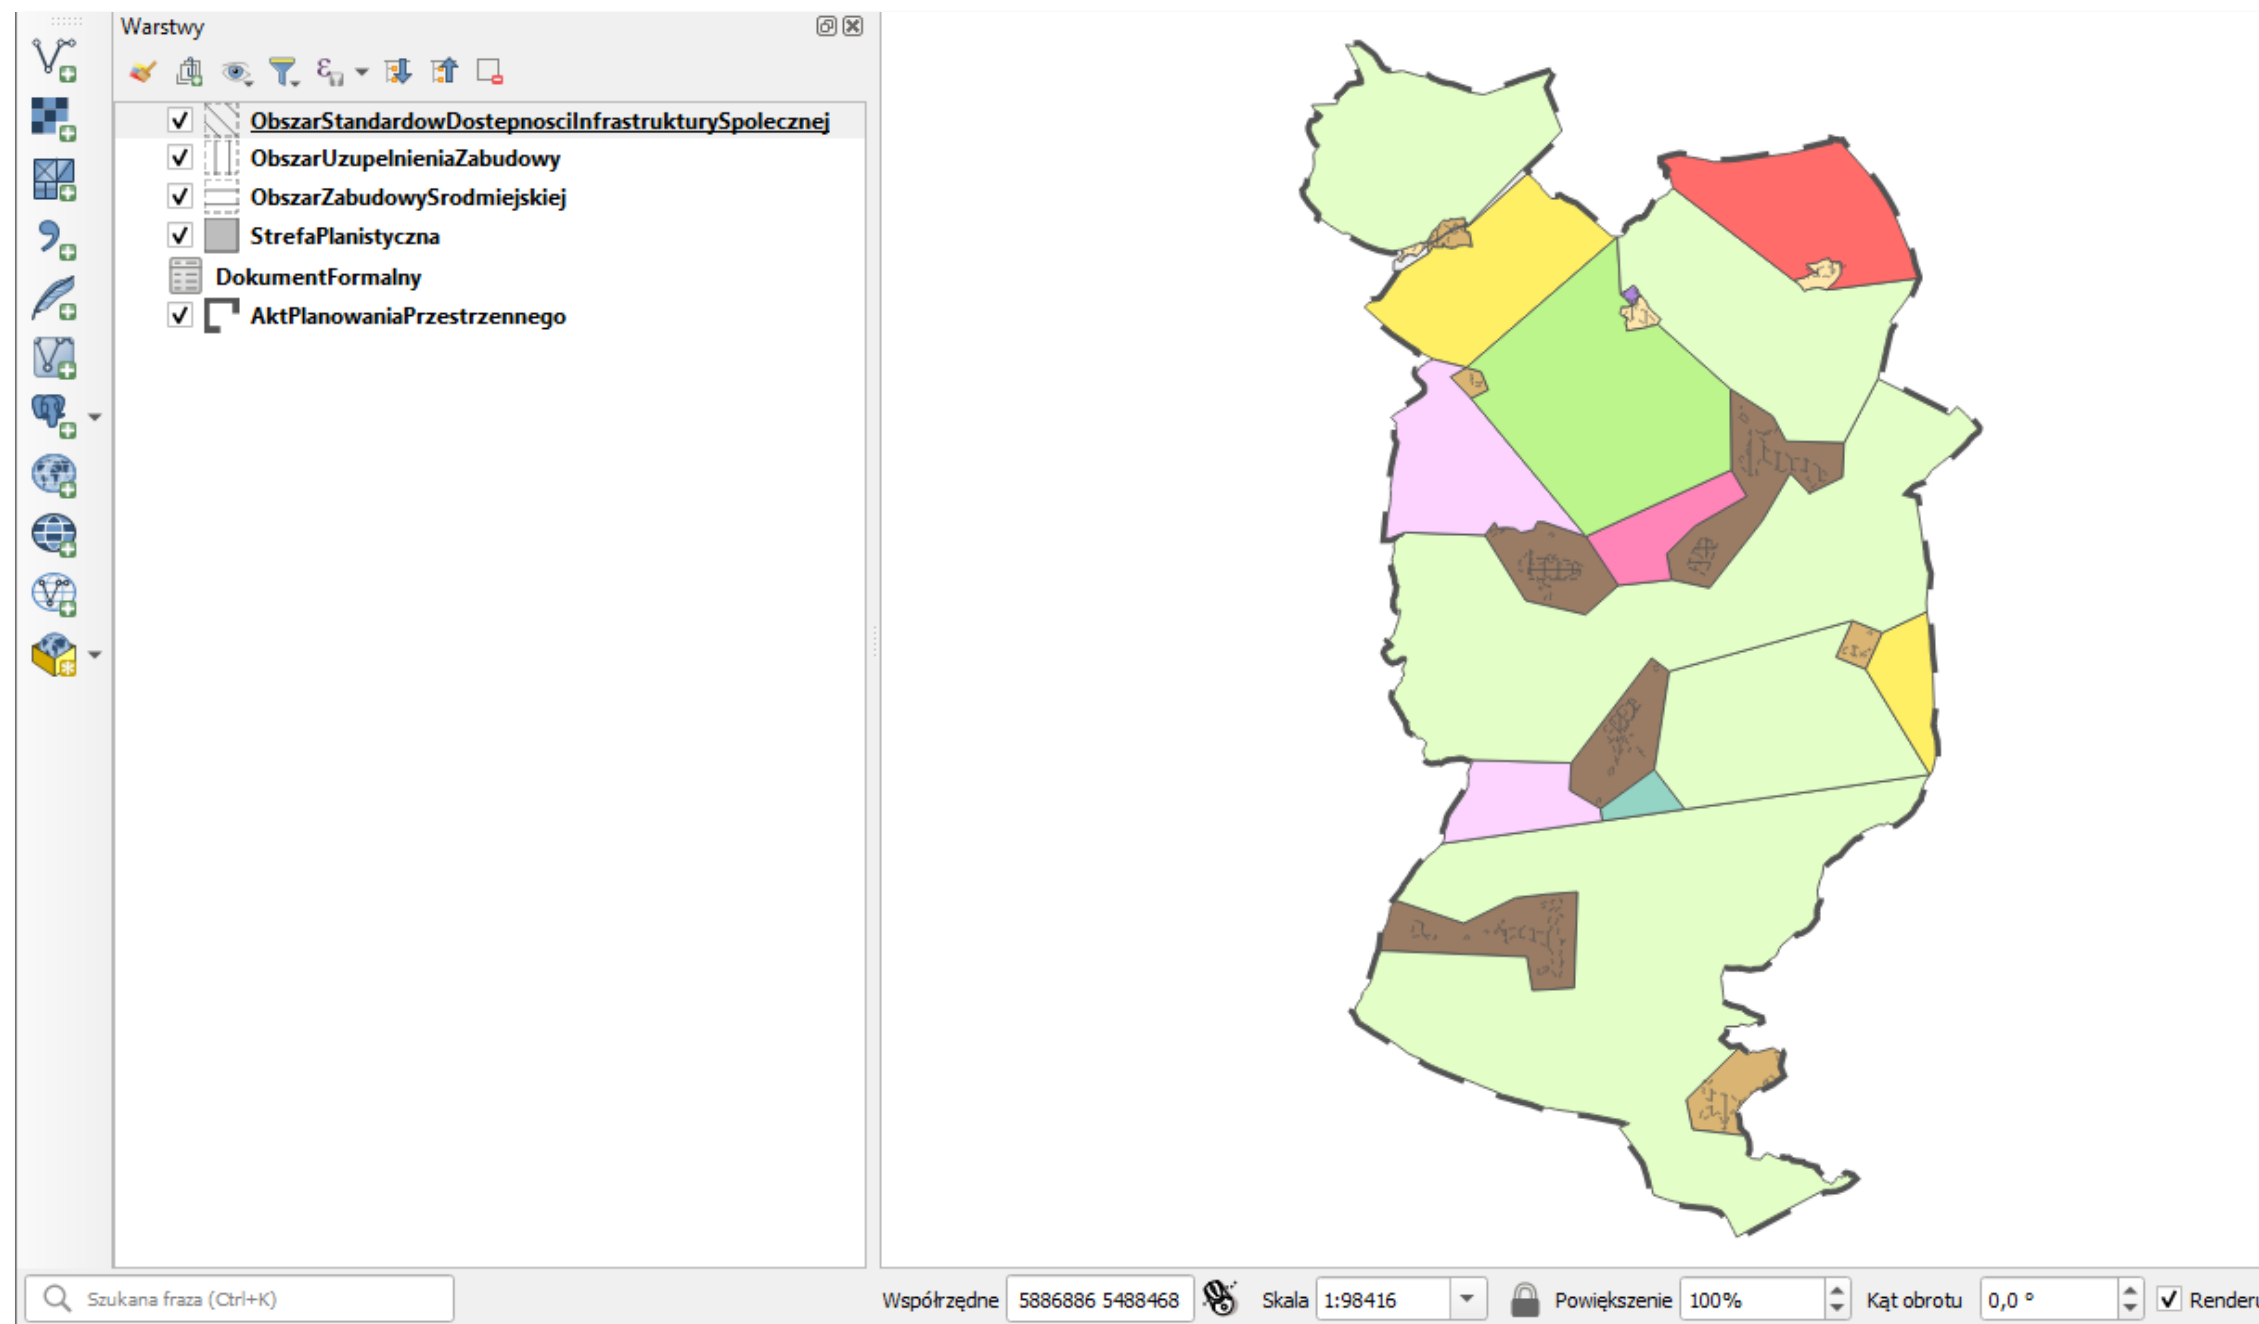 Warstwy
ObszarStandardowDostepnosciInfrastrukturySpolecznej
ObszarUzupelnieniaZabudowy
ObszarZabudowySrodmiejskiej
StrefaPlanistyczna
DokumentFormalny
AktPlanowaniaPrzestrzennego
Szukana fraza (Ctrl+K) Współrzędne 5886886 5488468 Skala 1:98416 Powiększenie 100% Kąt obrotu 0,0 ° Renderu